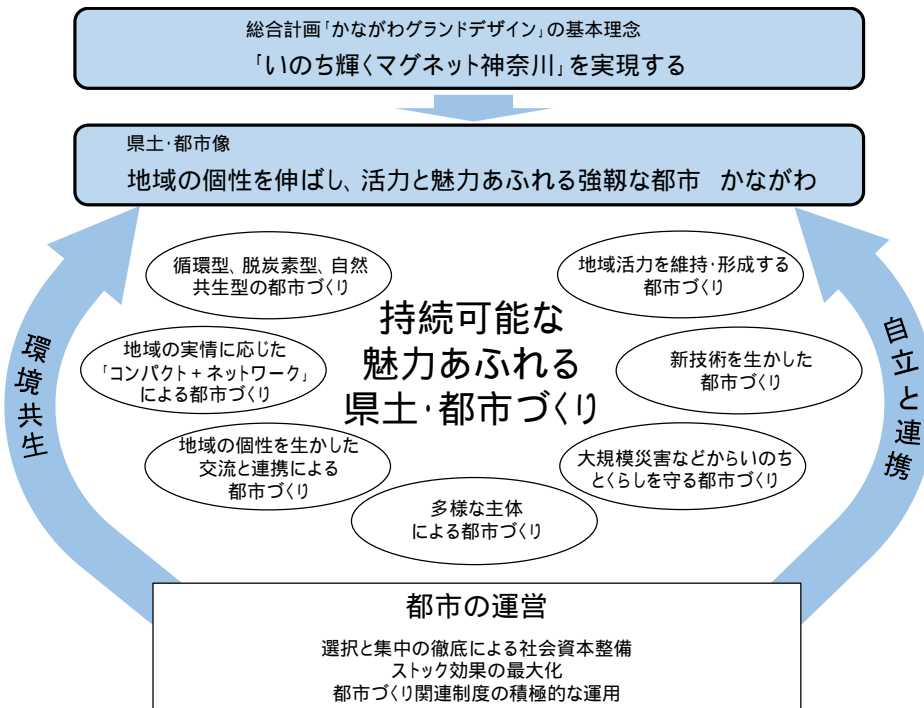 総合計画「かながわグランドデザイン」の基本理念
「いのち輝くマグネット神奈川」を実現する
県土・都市像
地域の個性を伸ばし、活力と魅力あふれる強靱な都市　かながわ
循環型、脱炭素型、自然
共生型の都市づくり
地域活力を維持・形成する
都市づくり
持続可能な
魅力あふれる
県土・都市づくり
環境共生
自立と連携
地域の実情に応じた
「コンパクト＋ネットワーク」
による都市づくり
新技術を生かした
都市づくり
地域の個性を生かした
交流と連携による
都市づくり
大規模災害などからいのち
とくらしを守る都市づくり
多様な主体
による都市づくり
都市の運営
選択と集中の徹底による社会資本整備
ストック効果の最大化
都市づくり関連制度の積極的な運用